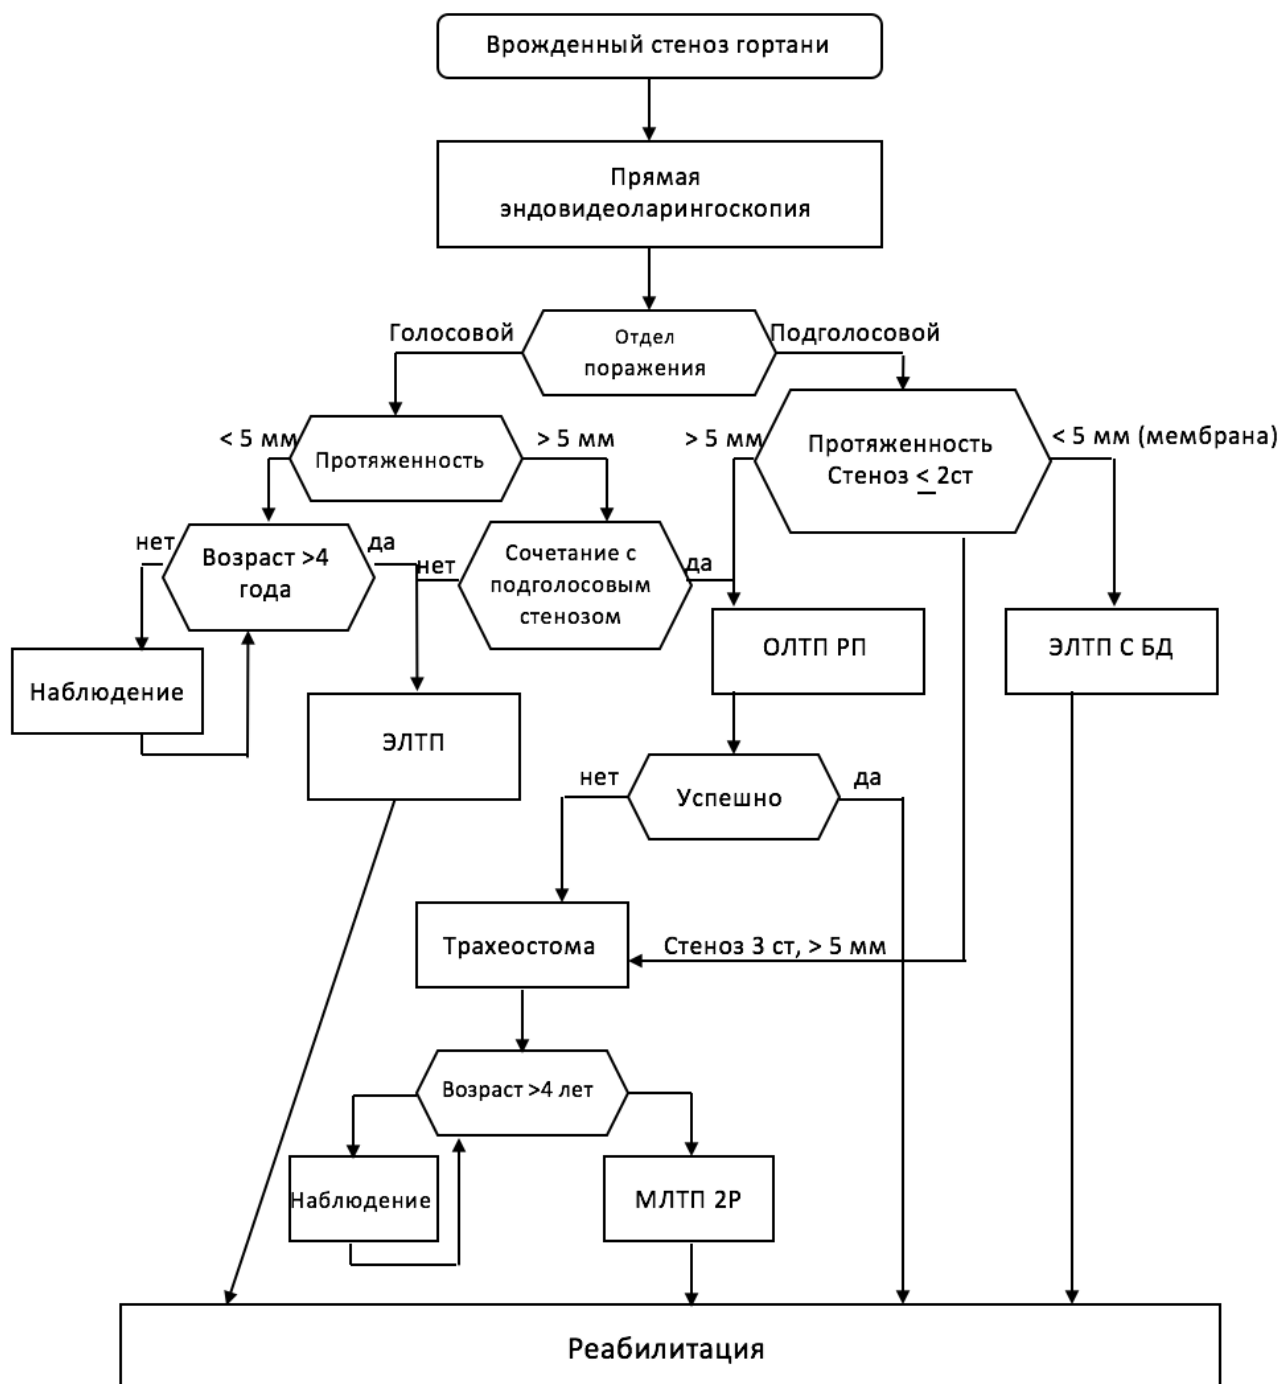 Врожденный стеноз гортани
Прямая
эндовидеоларингоскопия
Отдел
поражения
Голосовой
Подголосовой
Протяженность
< 5 мм
> 5 мм
Протяженность
Стеноз < 2ст
> 5 мм
< 5 мм (мембрана)
Возраст >4
года
нет
да
Сочетание с
подголосовым
стенозом
нет
да
Наблюдение
ЭЛТП
ОЛТП РП
ЭЛТП С БД
Успешно
нет
да
Трахеостома
Стеноз 3 ст, > 5 мм
Возраст >4 лет
Наблюдение
МЛТП 2Р
Реабилитация